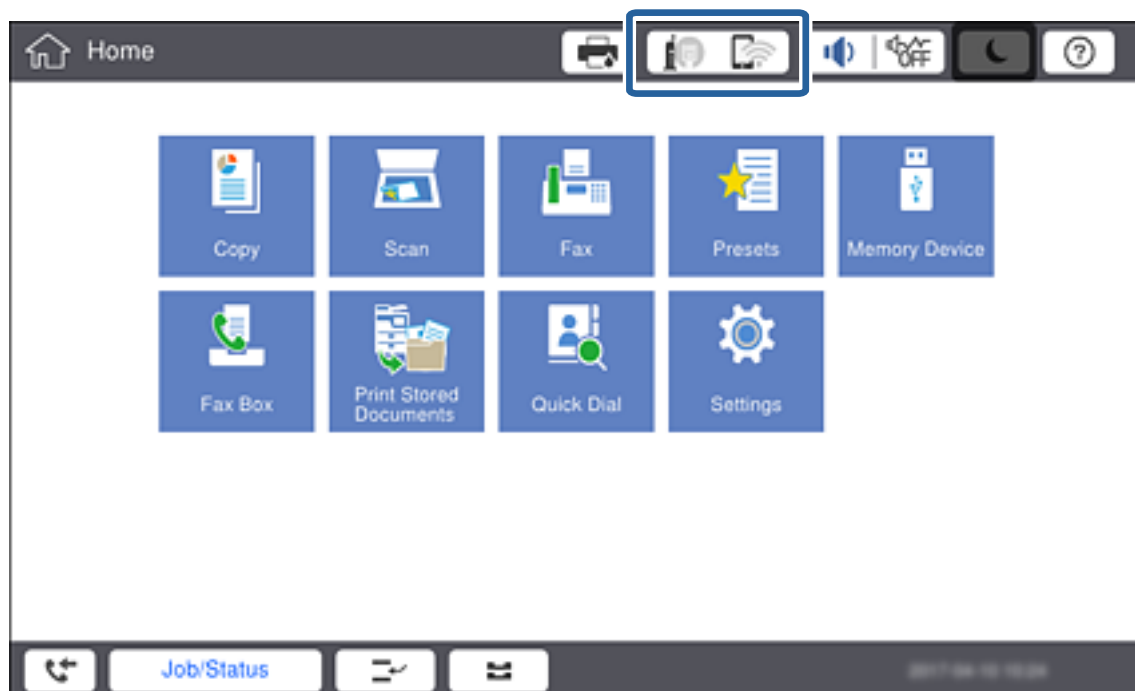 Home
OFF
?
Copy
Scan
Fax
Presets
Memory Device
Fax Box
Print Stored
Documents
Quick Dial
Settings
Job/Status